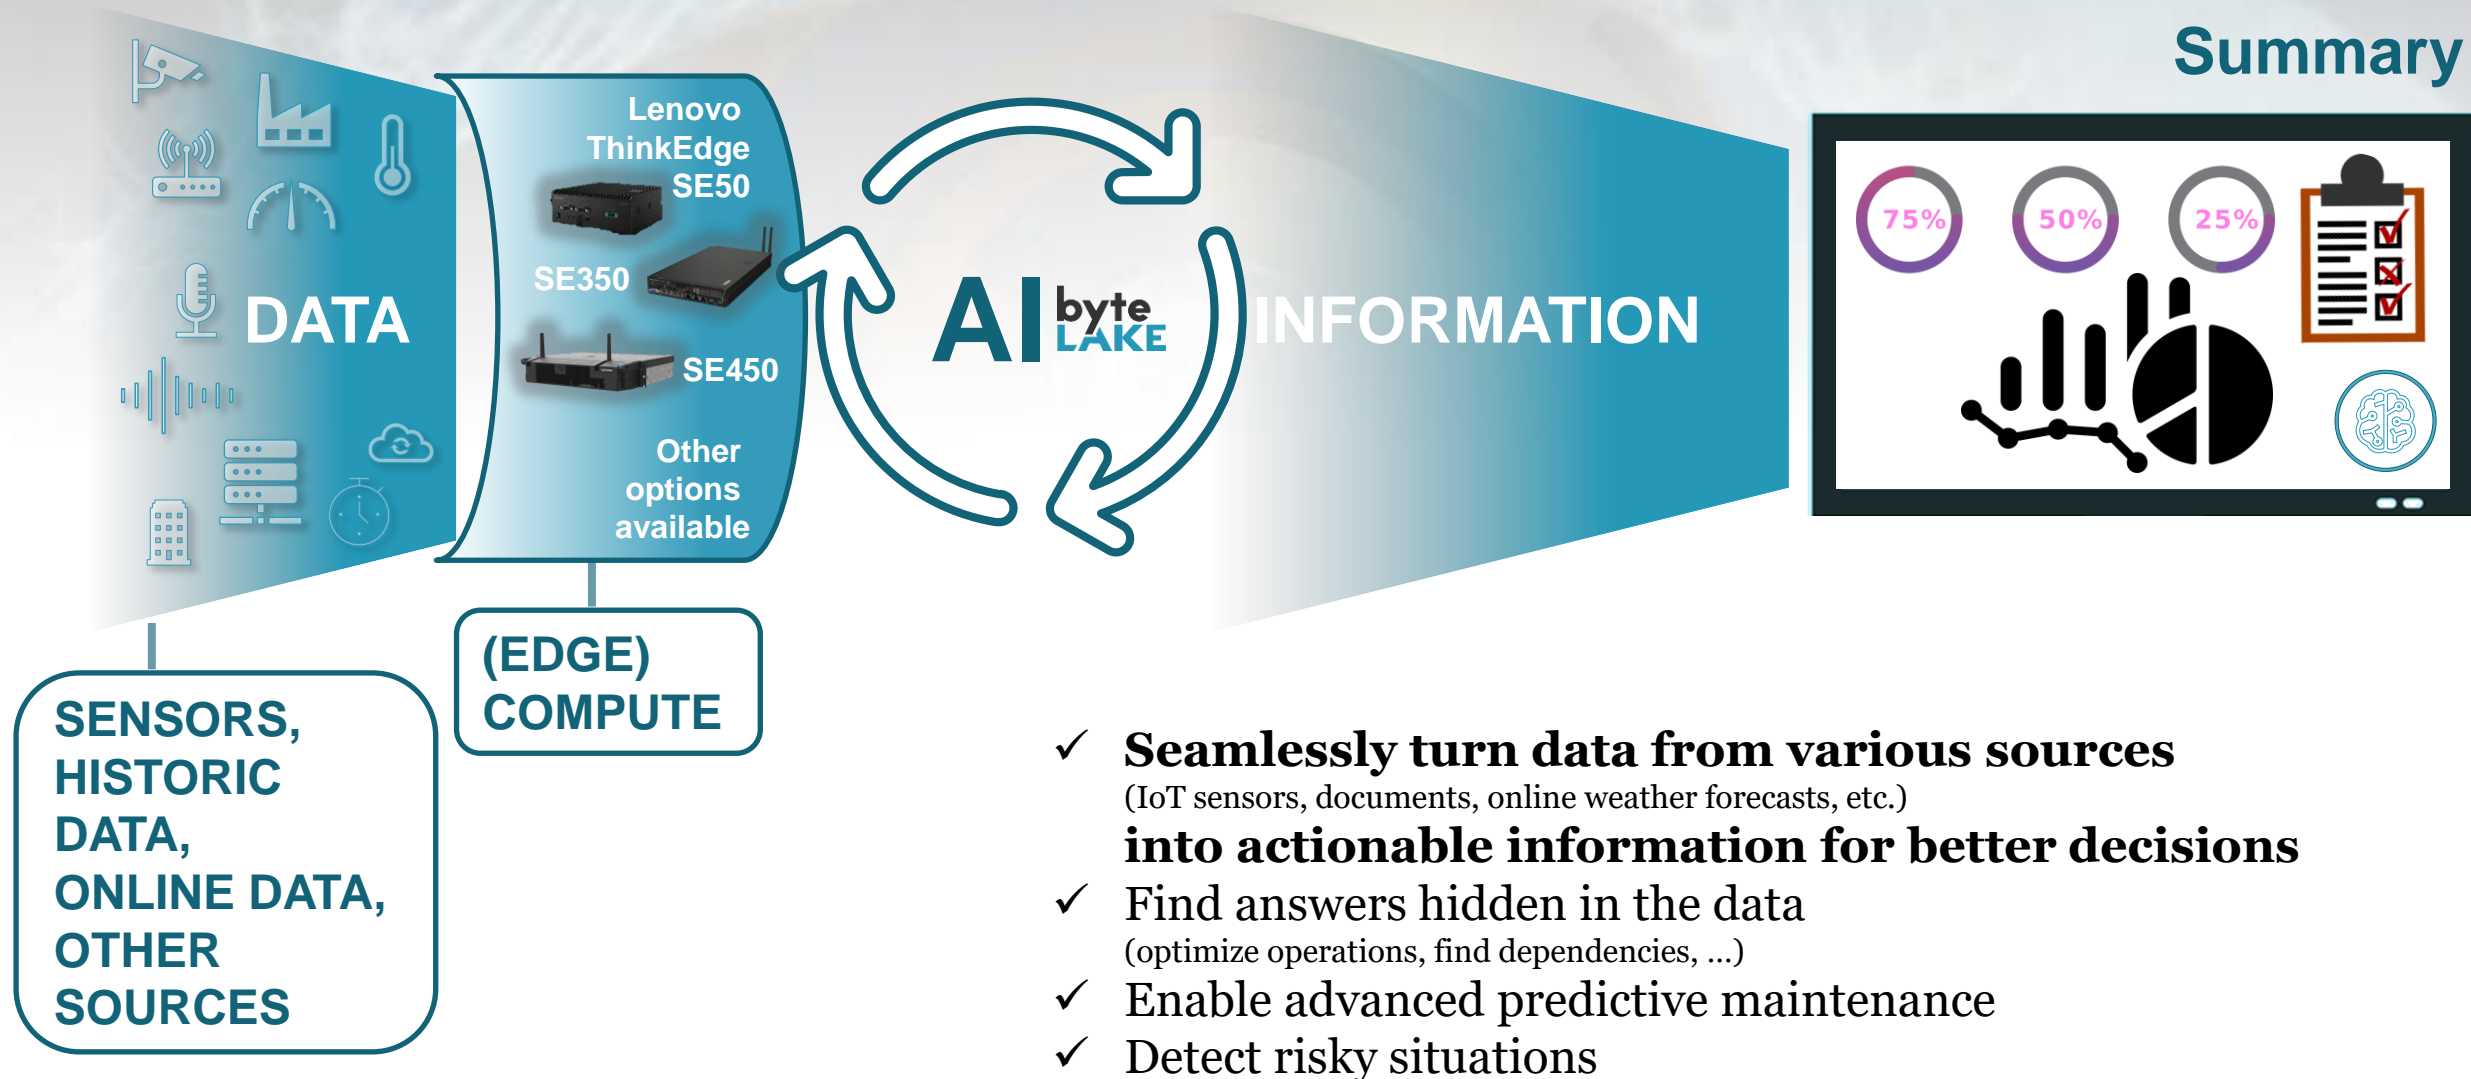 Summary
Lenovo
ThinkEdge
SE50
SE350
SE450
Other
options
available
DATA
AI byte
LAKE
INFORMATION
75%
50%
25%
(EDGE)
COMPUTE
SENSORS,
HISTORIC
DATA,
ONLINE DATA,
OTHER
SOURCES
✓ Seamlessly turn data from various sources
(IoT sensors, documents, online weather forecasts, etc.)
into actionable information for better decisions
✓ Find answers hidden in the data
(optimize operations, find dependencies, ...)
✓ Enable advanced predictive maintenance
✓ Detect risky situations